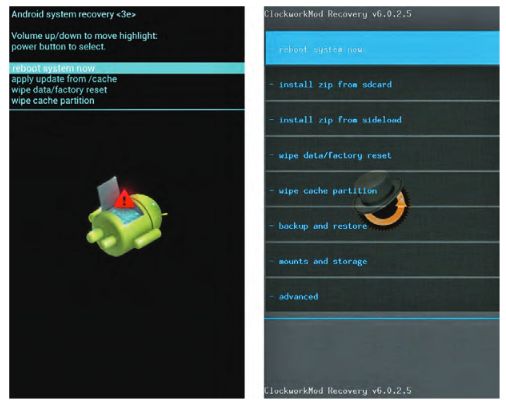 Android system recovery <3e>
Volume up/down to move highlight;
power button to select.
reboot system now
apply update from /cache
wipe data/factory reset
wipe cache partition
ClockworkMod Recovery v6.0.2.5
- reboot system now
- install zip from sdcard
- install zip from sideload
- wipe data/factory reset
- wipe cache partition
- backup and restore
- mounts and storage
- advanced
ClockworkMod Recovery v6.0.2.5